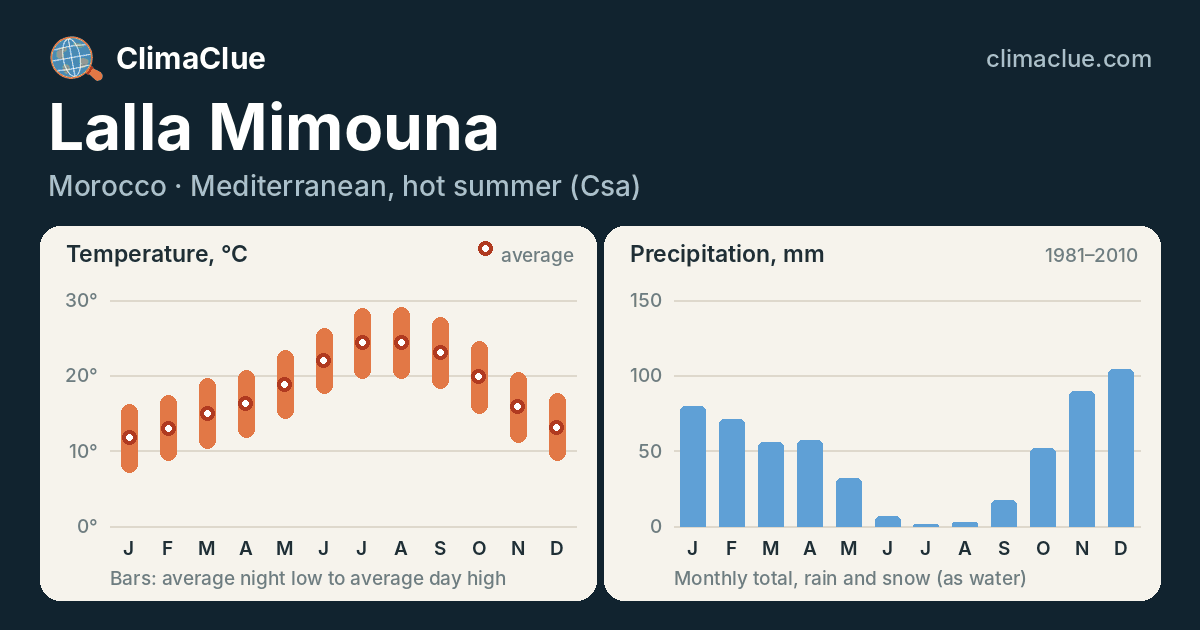 ClimaClue
climaclue.com
Lalla Mimouna
Morocco · Mediterranean, hot summer (Csa)
Temperature, °C
average
30°
20°
10°
0°
J F M A M J J A S O N D
Bars: average night low to average day high
Precipitation, mm
1981–2010
150
100
50
0
J F M A M J J A S O N D
Monthly total, rain and snow (as water)